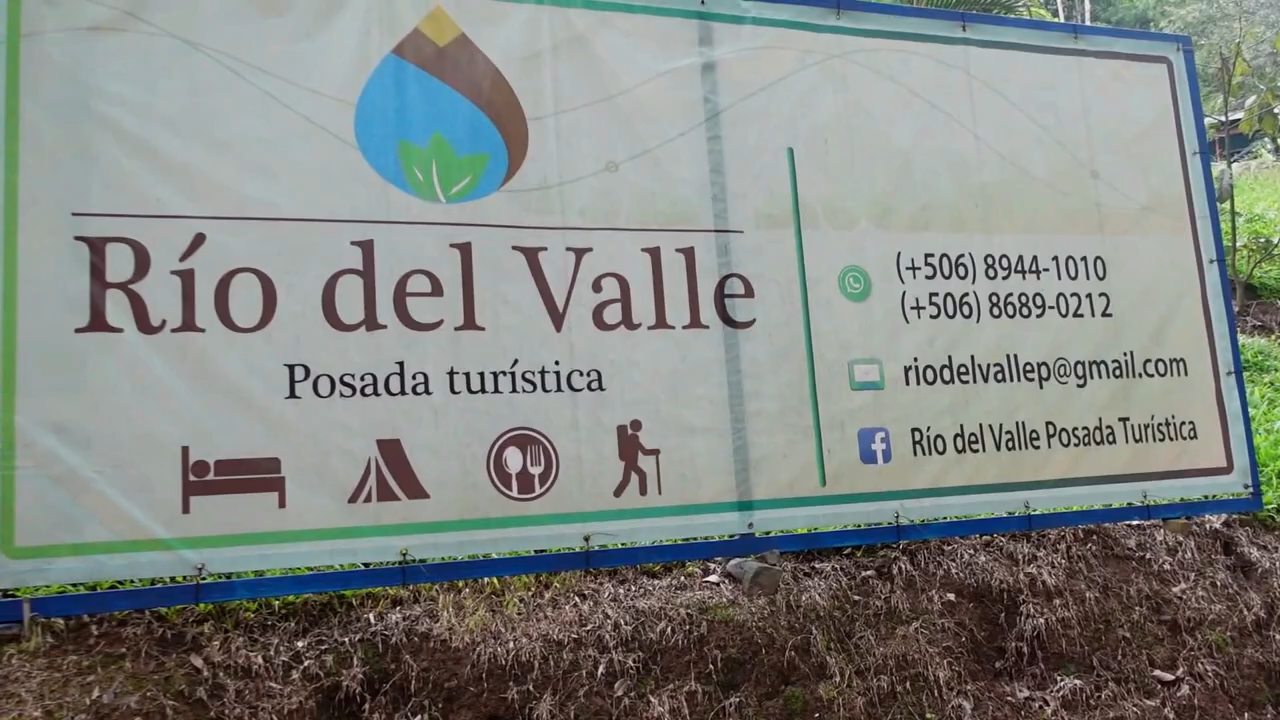 Río del Valle
Posada turística
(+506) 8944-1010
(+506) 8689-0212
riodelvallep@gmail.com
Río del Valle Posada Turística